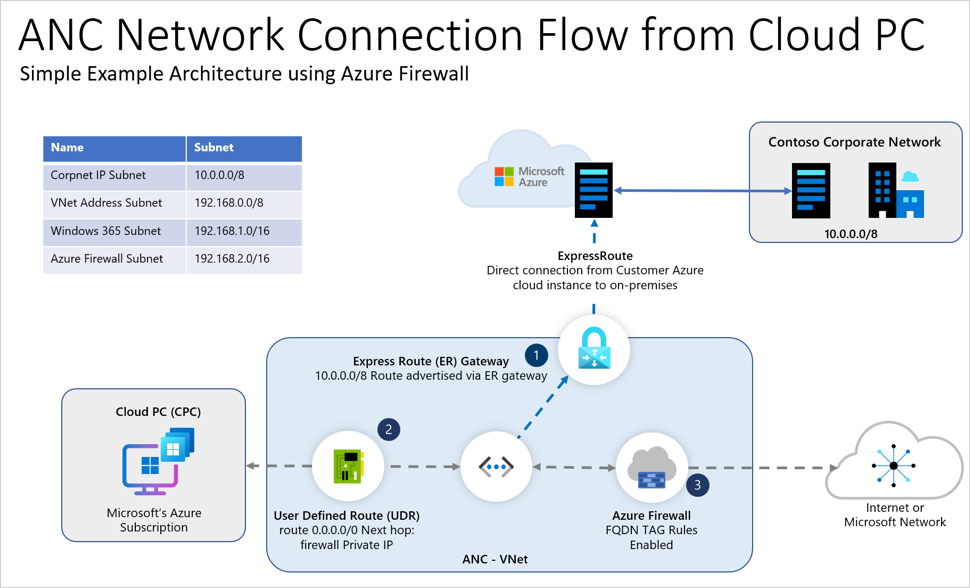 ANC Network Connection Flow from Cloud PC
Simple Example Architecture using Azure Firewall
Name Subnet
Corpnet IP Subnet 10.0.0.0/8
VNet Address Subnet 192.168.0.0/8
Windows 365 Subnet 192.168.1.0/16
Azure Firewall Subnet 192.168.2.0/16
Microsoft
Azure
Contoso Corporate Network
10.0.0.0/8
ExpressRoute
Direct connection from Customer Azure
cloud instance to on-premises
Express Route (ER) Gateway
1
10.0.0.0/8 Route advertised via ER gateway
Cloud PC (CPC)
Microsoft's Azure
Subscription
2
User Defined Route (UDR)
route 0.0.0.0/0 Next hop:
firewall Private IP
3
Azure Firewall
FQDN TAG Rules
Enabled
ANC - VNet
Internet or
Microsoft Network